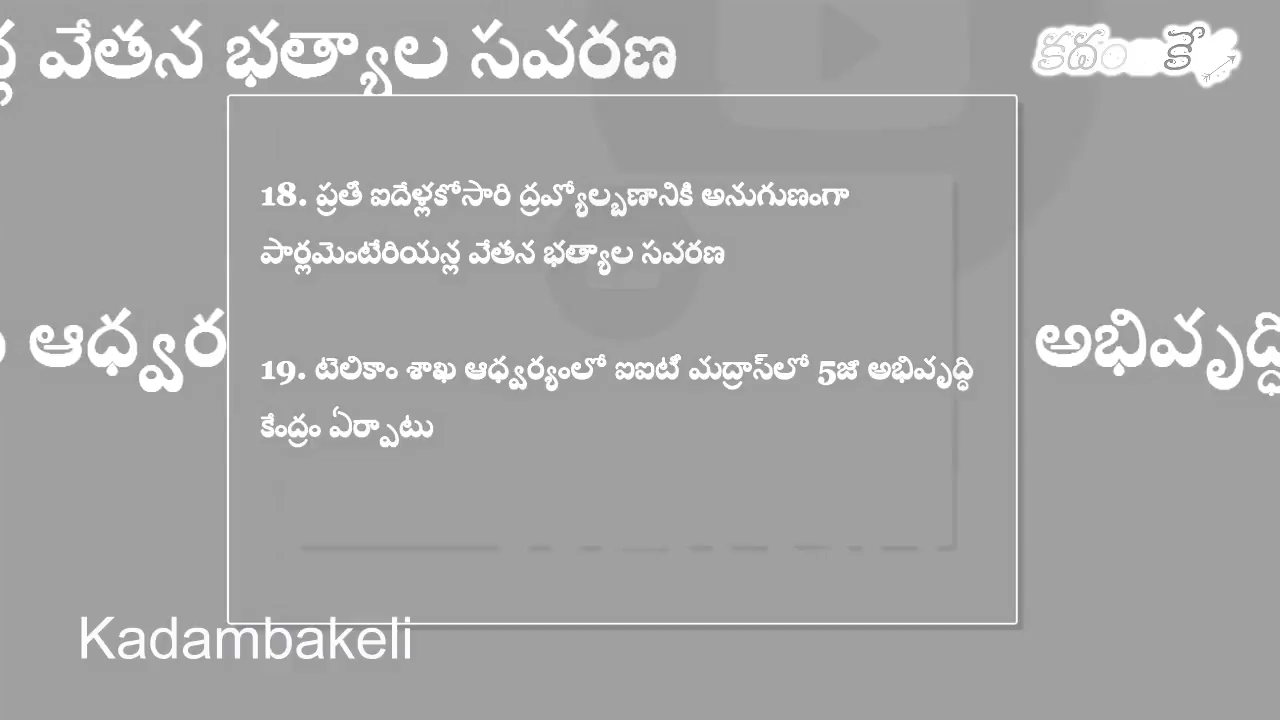 ల వేతన భత్యాల సవరణ
కదం కే
18. ప్రతి ఐదేళ్లకోసారి ద్రవ్యోల్బణానికి అనుగుణంగా
పార్లమెంటేరియన్ల వేతన భత్యాల సవరణ
ఆధ్వర అభివృద్ధి
19. టెలికాం శాఖ ఆధ్వర్యంలో ఐఐటి మద్రాస్‌లో 5జి అభివృద్ధి
కేంద్రం ఏర్పాటు
Kadambakeli